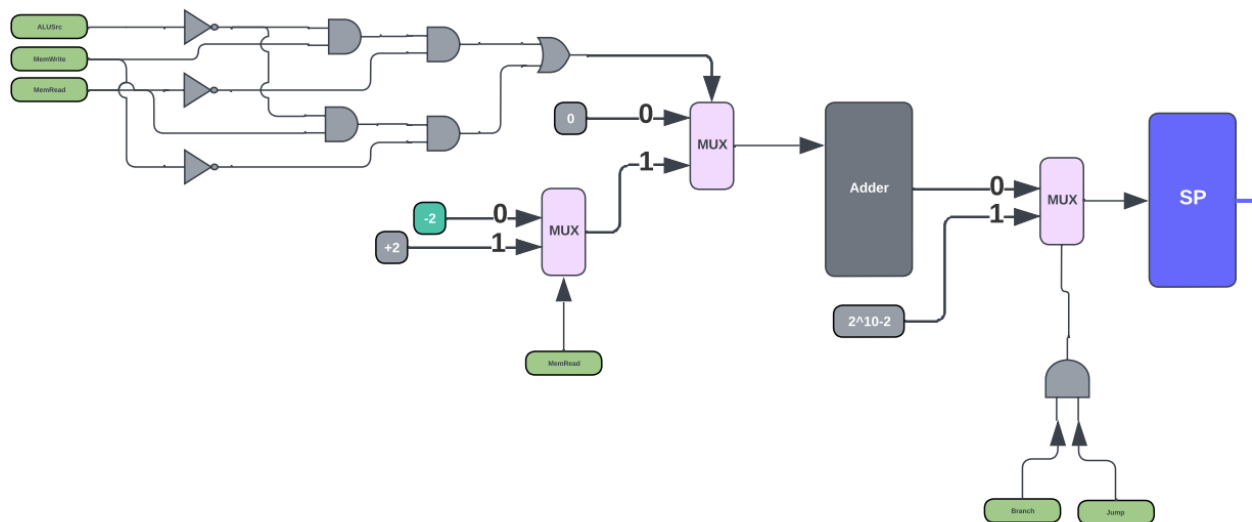 ALUSrc
MemWrite
MemRead
0
0
MUX
1
-2
0
+2
1
MUX
MemRead
Adder
0
1
MUX
2^10-2
SP
Branch
Jump